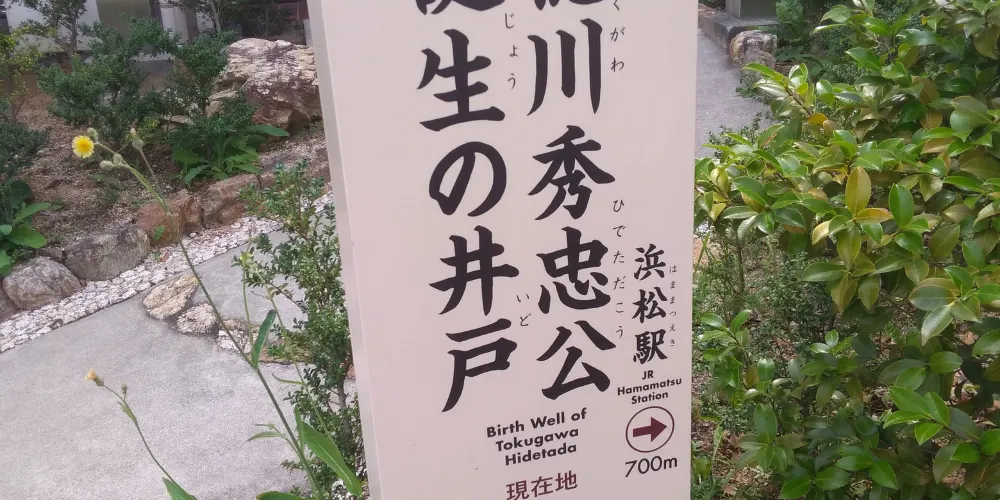 川秀忠公
がわ ひでただこう
生の井戸
じょう いど
浜松駅
はままつえき
JR
Hamamatsu
Station
700m
Birth Well of
Tokugawa
Hidetada
現在地